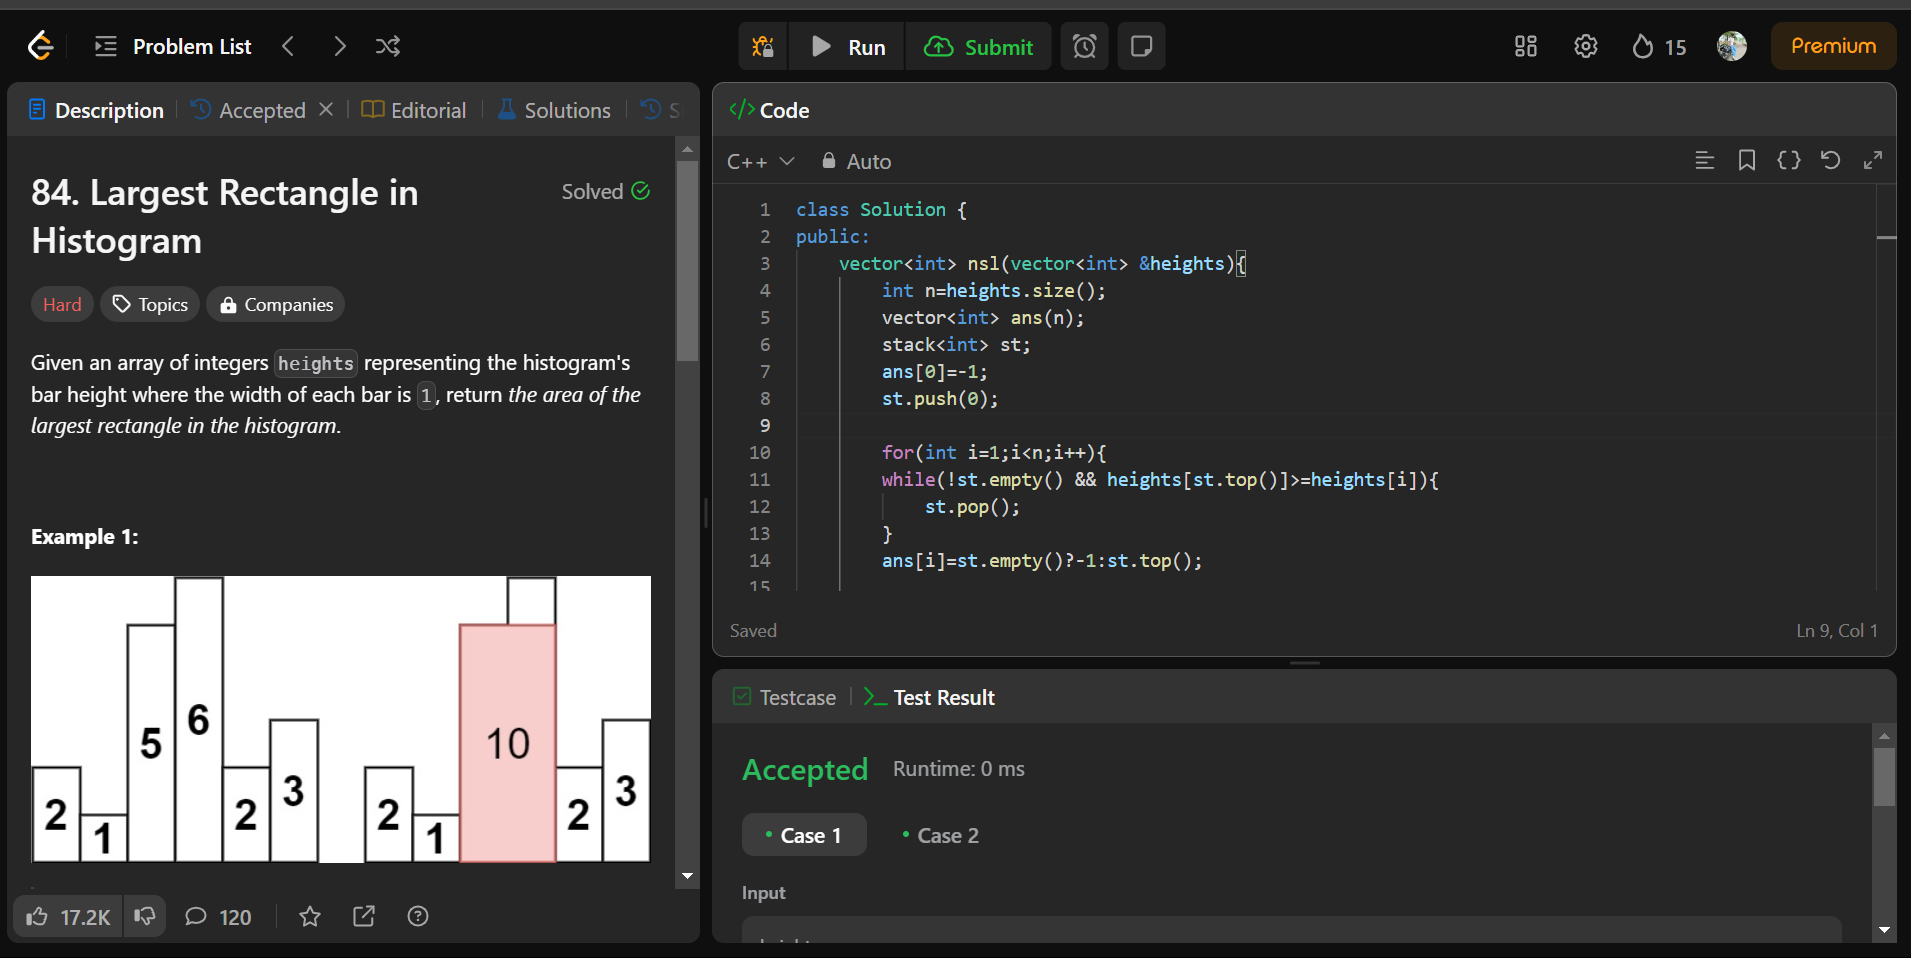 Problem List
Run
Submit
15
Premium
Description
Accepted
Editorial
Solutions
S
84. Largest Rectangle in
Histogram
Solved
Hard
Topics
Companies
Given an array of integers heights representing the histogram's
bar height where the width of each bar is 1, return the area of the
largest rectangle in the histogram.
Example 1:
2 1 5 6 2 3
2 1 10 2 3
17.2K
120
Code
C++
Auto
1 class Solution {
2 public:
3 vector<int> nsl(vector<int> &heights){
4 int n=heights.size();
5 vector<int> ans(n);
6 stack<int> st;
7 ans[0]=-1;
8 st.push(0);
9
10 for(int i=1;i<n;i++){
11 while(!st.empty() && heights[st.top()]>=heights[i]){
12 st.pop();
13 }
14 ans[i]=st.empty()?-1:st.top();
15
Saved
Ln 9, Col 1
Testcase
Test Result
Accepted
Runtime: 0 ms
Case 1
Case 2
Input